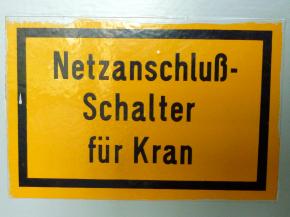 Netzanschluß-
Schalter
für Kran